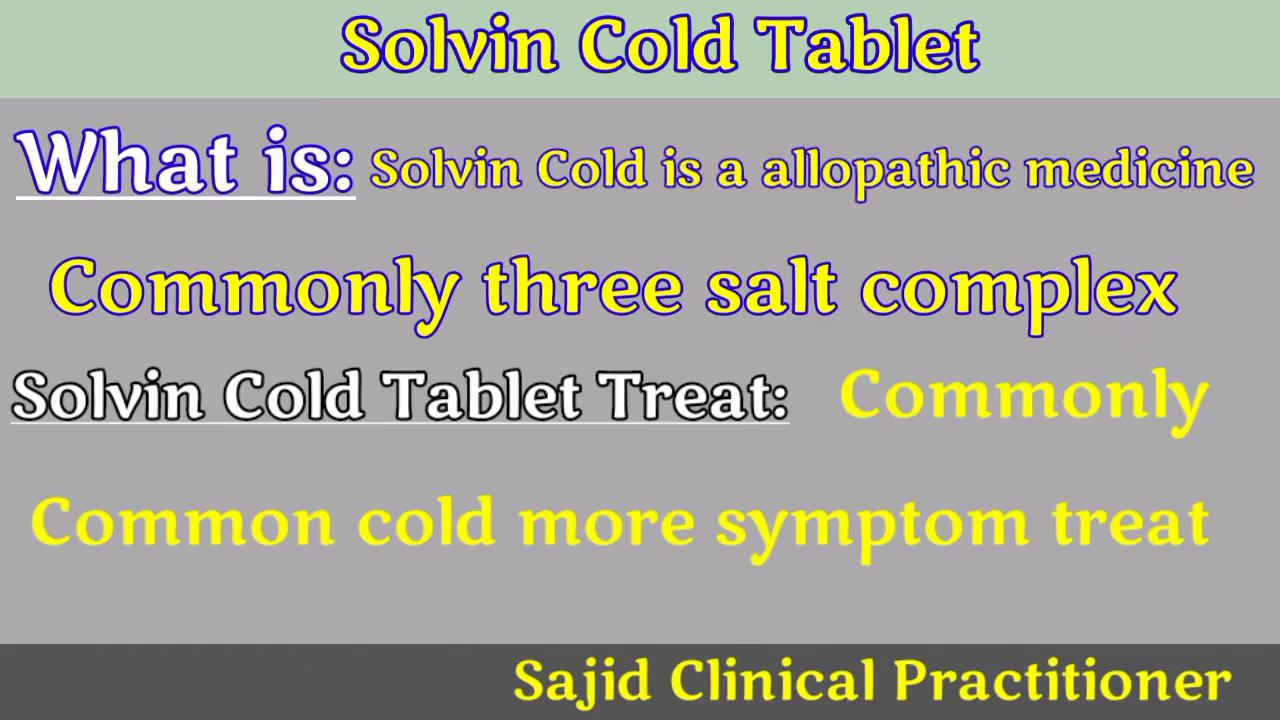 Solvin Cold Tablet
What is: Solvin Cold is a allopathic medicine
Commonly three salt complex
Solvin Cold Tablet Treat: Commonly
Common cold more symptom treat
Sajid Clinical Practitioner